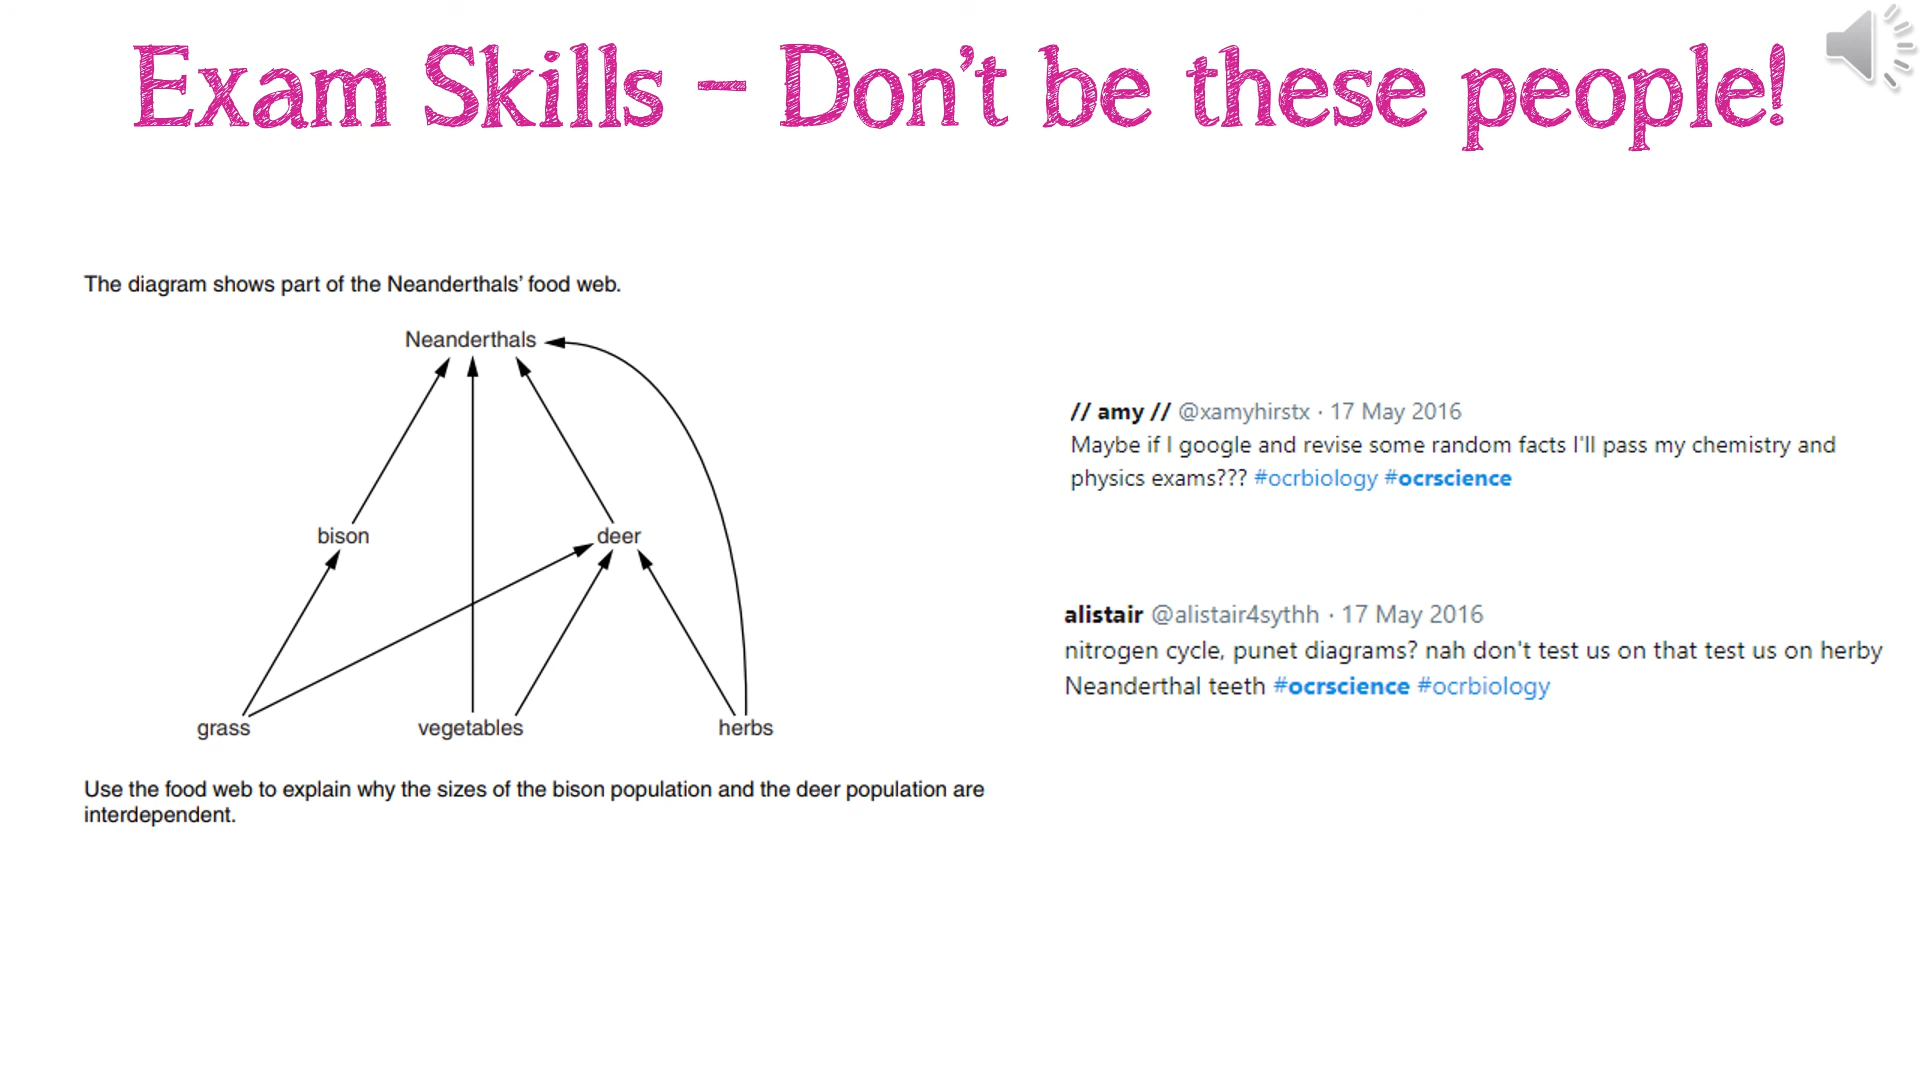 Exam Skills – Don't be these people!
The diagram shows part of the Neanderthals' food web.
Neanderthals
bison
deer
grass
vegetables
herbs
Use the food web to explain why the sizes of the bison population and the deer population are
interdependent.
// amy // @xamyhirstx · 17 May 2016
Maybe if I google and revise some random facts I'll pass my chemistry and
physics exams??? #ocrbiology #ocrscience
alistair @alistair4sythh · 17 May 2016
nitrogen cycle, punet diagrams? nah don't test us on that test us on herby
Neanderthal teeth #ocrscience #ocrbiology